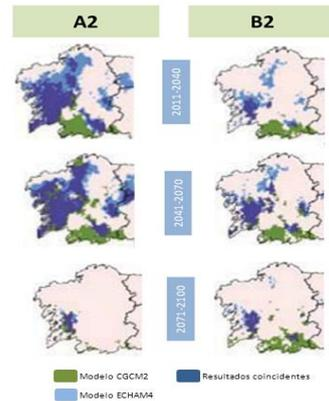 A2
B2
2011-2040
2041-2070
2071-2100
Modelo CGCM2
Resultados coincidentes
Modelo ECHAM4